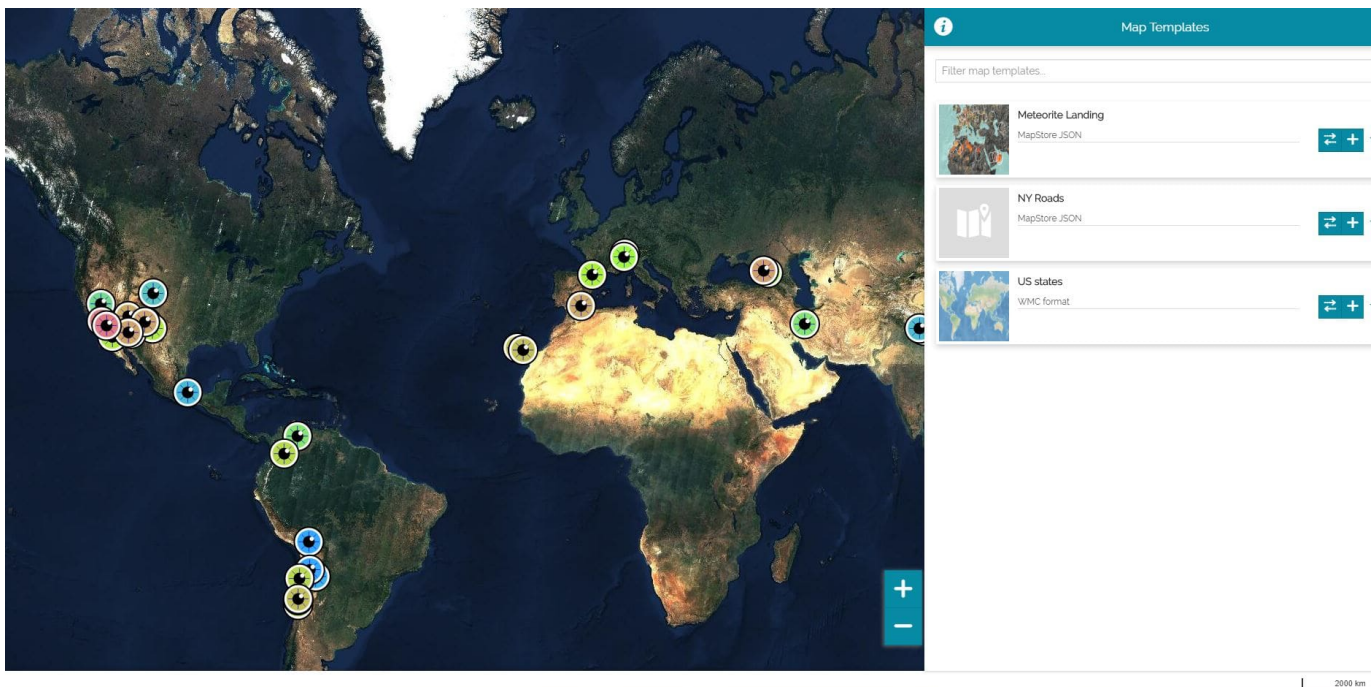 Map Templates
Filter map templates...
Meteorite Landing
MapStore JSON
NY Roads
MapStore JSON
US states
WMC format
2000 km